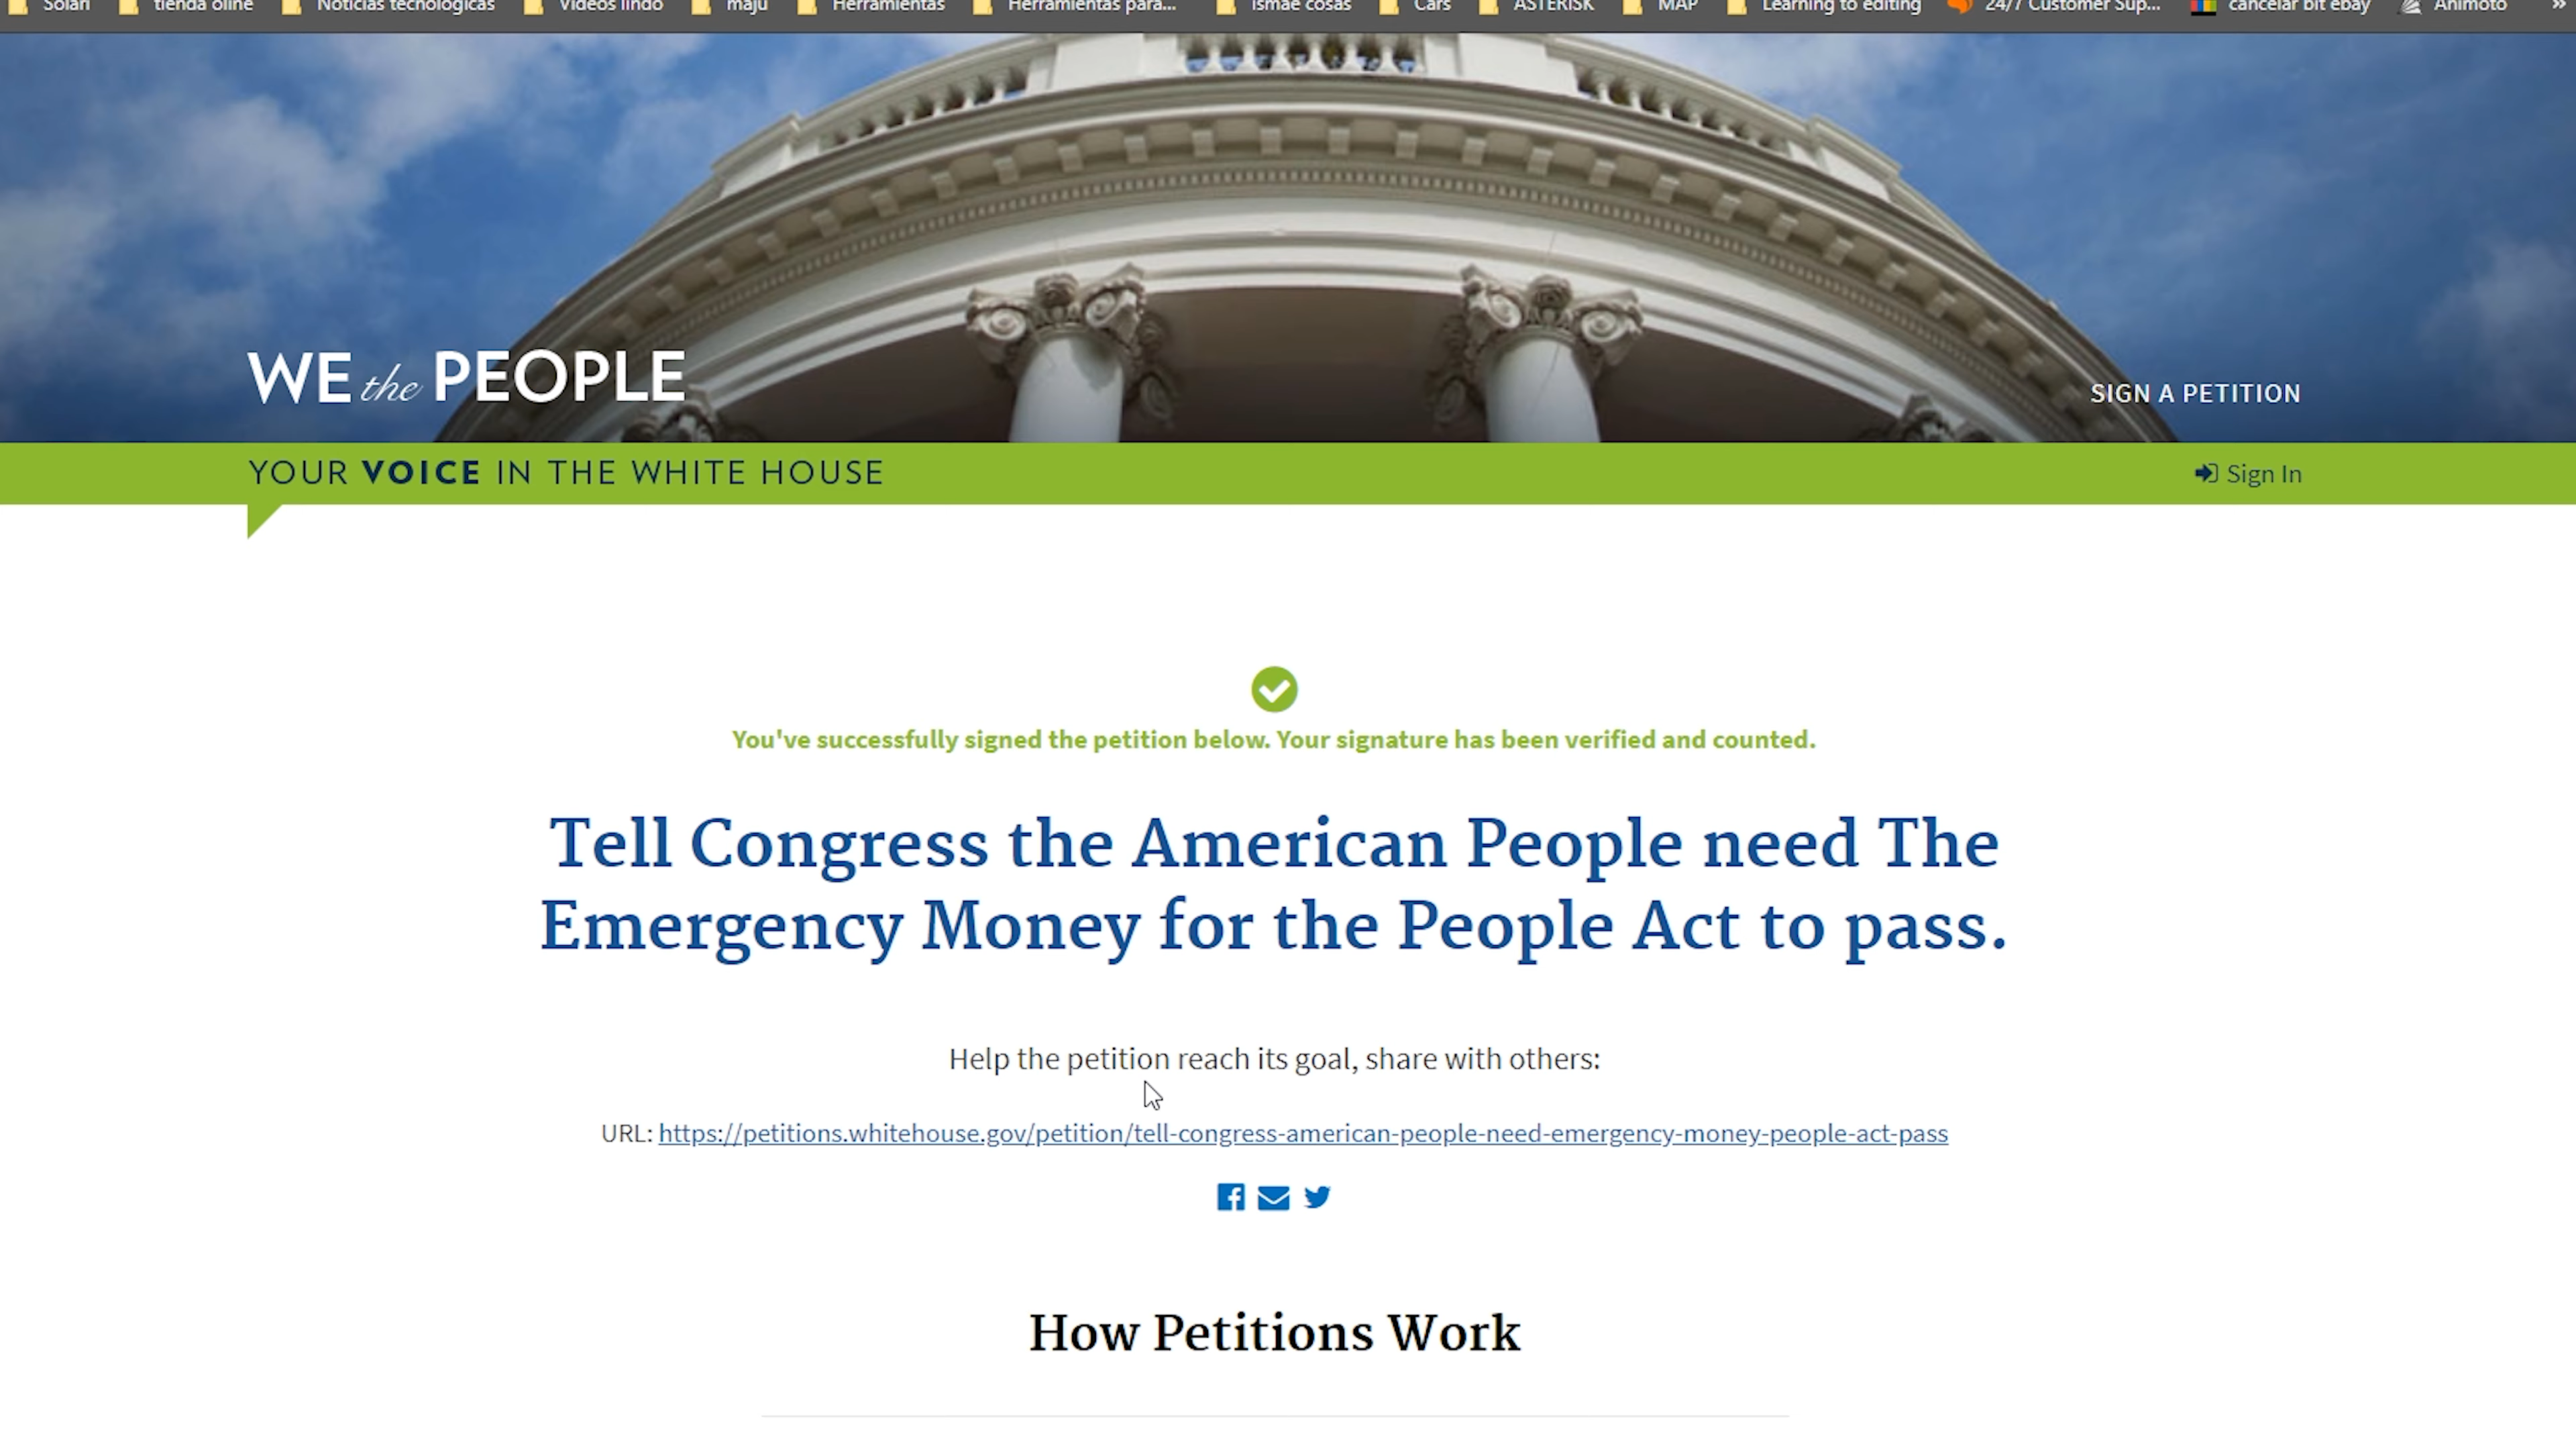 Solari tienda oline Noticias tecnologicas Videos lindo maju Herramientas Herramientas para... Ismae cosas Cars ASTERISK MAP Learning to editing 24/7 Customer Sup... cancelar bit ebay Animoto »
WE the PEOPLE
SIGN A PETITION
YOUR VOICE IN THE WHITE HOUSE
Sign In
You've successfully signed the petition below. Your signature has been verified and counted.
Tell Congress the American People need The
Emergency Money for the People Act to pass.
Help the petition reach its goal, share with others:
URL: https://petitions.whitehouse.gov/petition/tell-congress-american-people-need-emergency-money-people-act-pass
How Petitions Work